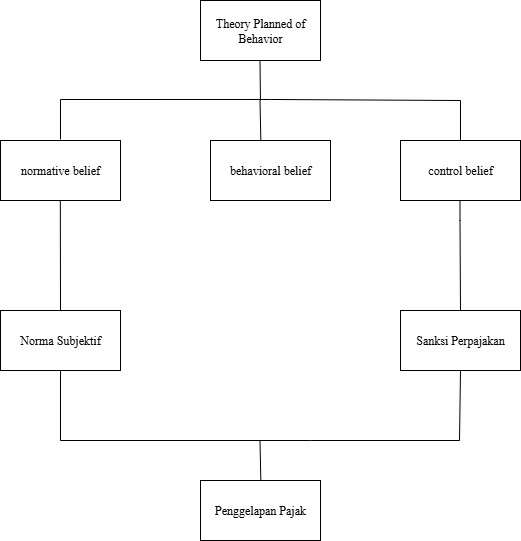 Theory Planned of
Behavior
normative belief
behavioral belief
control belief
Norma Subjektif
Sanksi Perpajakan
Penggelapan Pajak